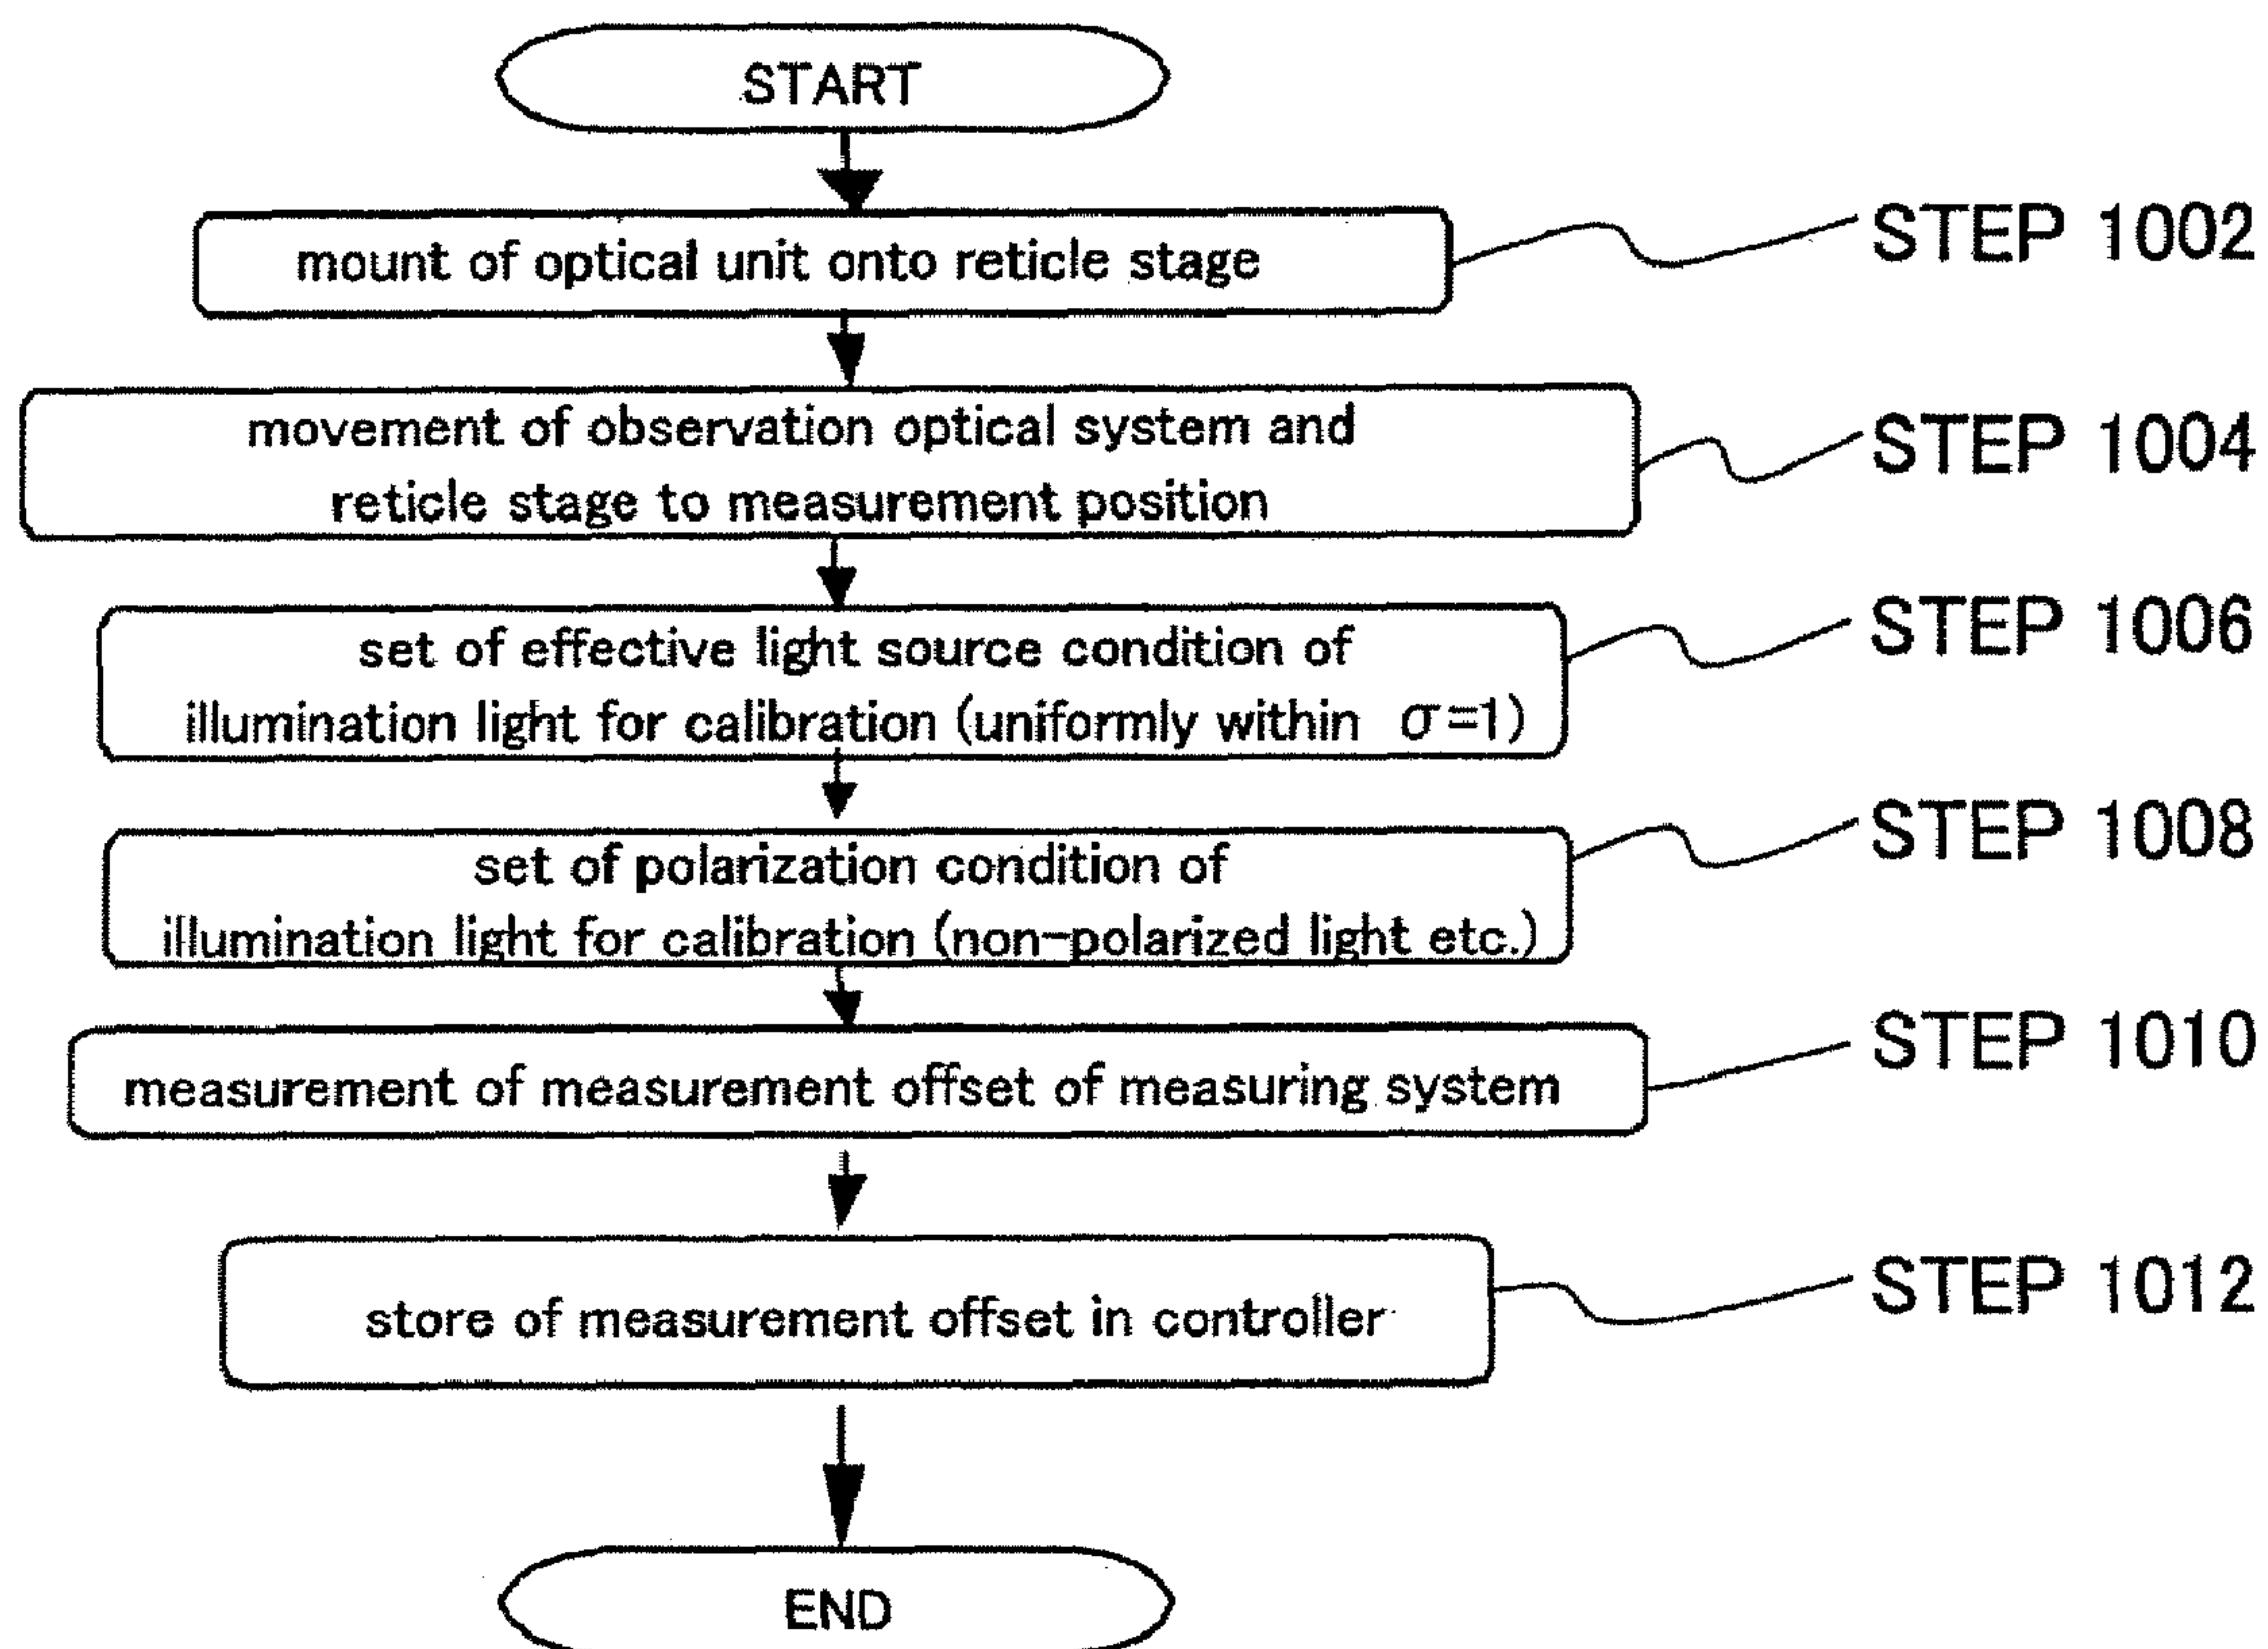 START
mount of optical unit onto reticle stage
STEP 1002
movement of observation optical system and
reticle stage to measurement position
STEP 1004
set of effective light source condition of
illumination light for calibration (uniformly within σ=1)
STEP 1006
set of polarization condition of
illumination light for calibration (non-polarized light etc.)
STEP 1008
measurement of measurement offset of measuring system
STEP 1010
store of measurement offset in controller
STEP 1012
END